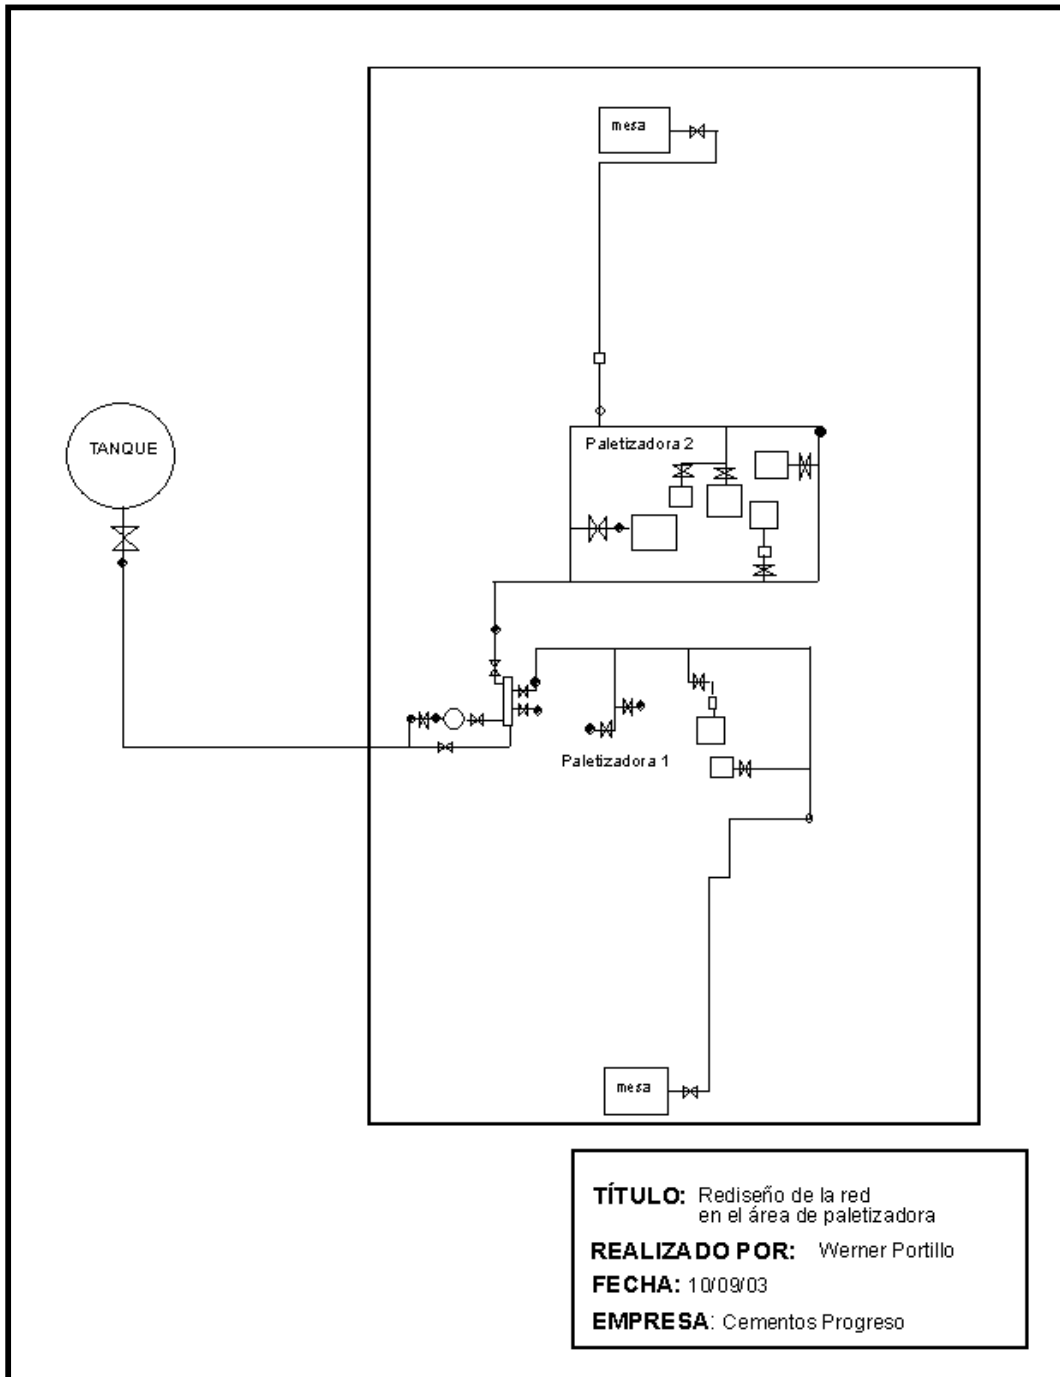 mesa
TANQUE
Paletizadora 2
Paletizadora 1
mesa
TÍTULO: Rediseño de la red
en el área de paletizadora
REALIZADO POR: Werner Portillo
FECHA: 10/09/03
EMPRESA: Cementos Progreso